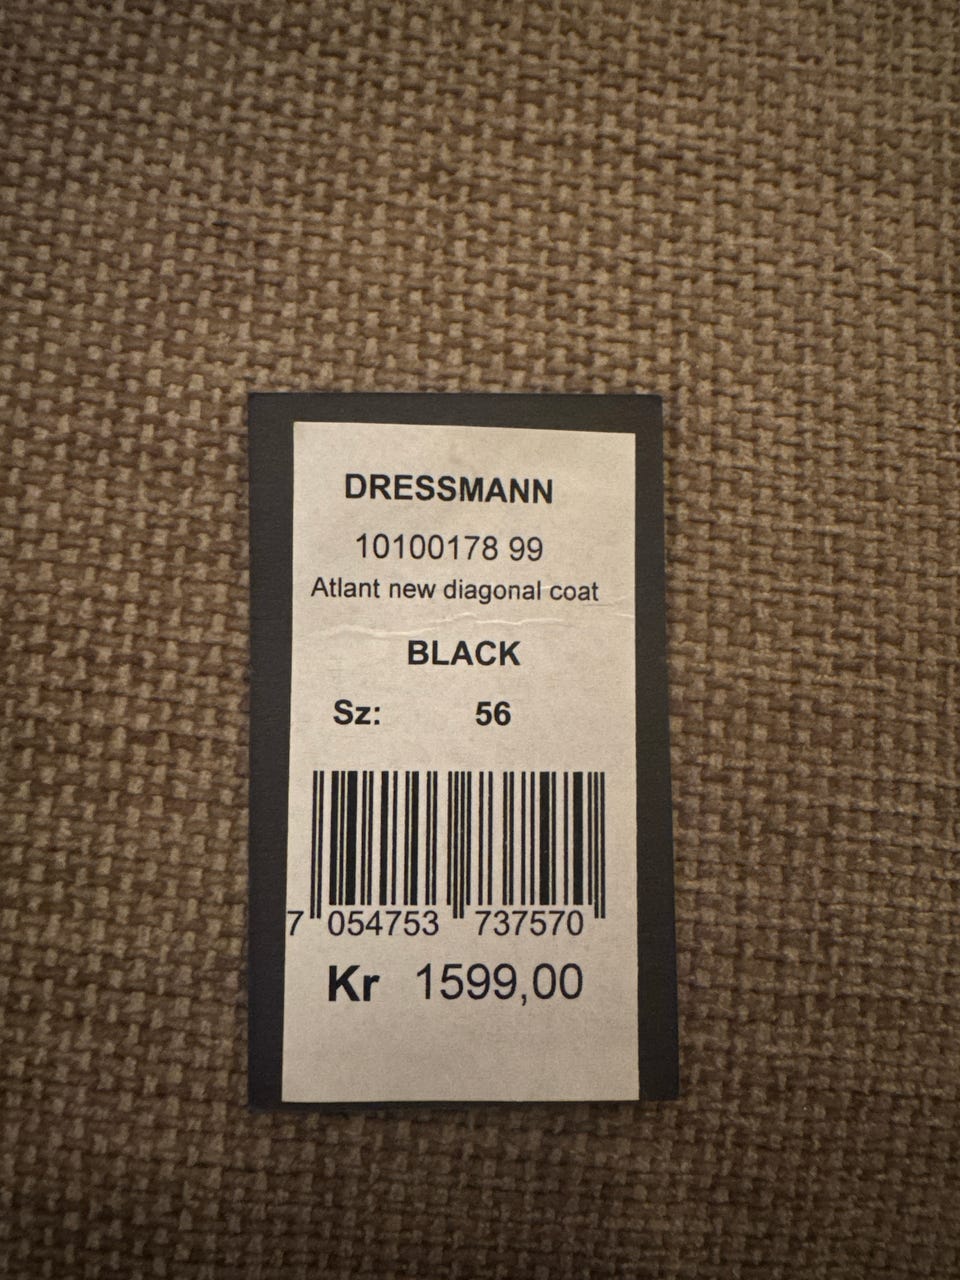 DRESSMANN
10100178 99
Atlant new diagonal coat
BLACK
Sz: 56
7 054753 737570
Kr 1599,00